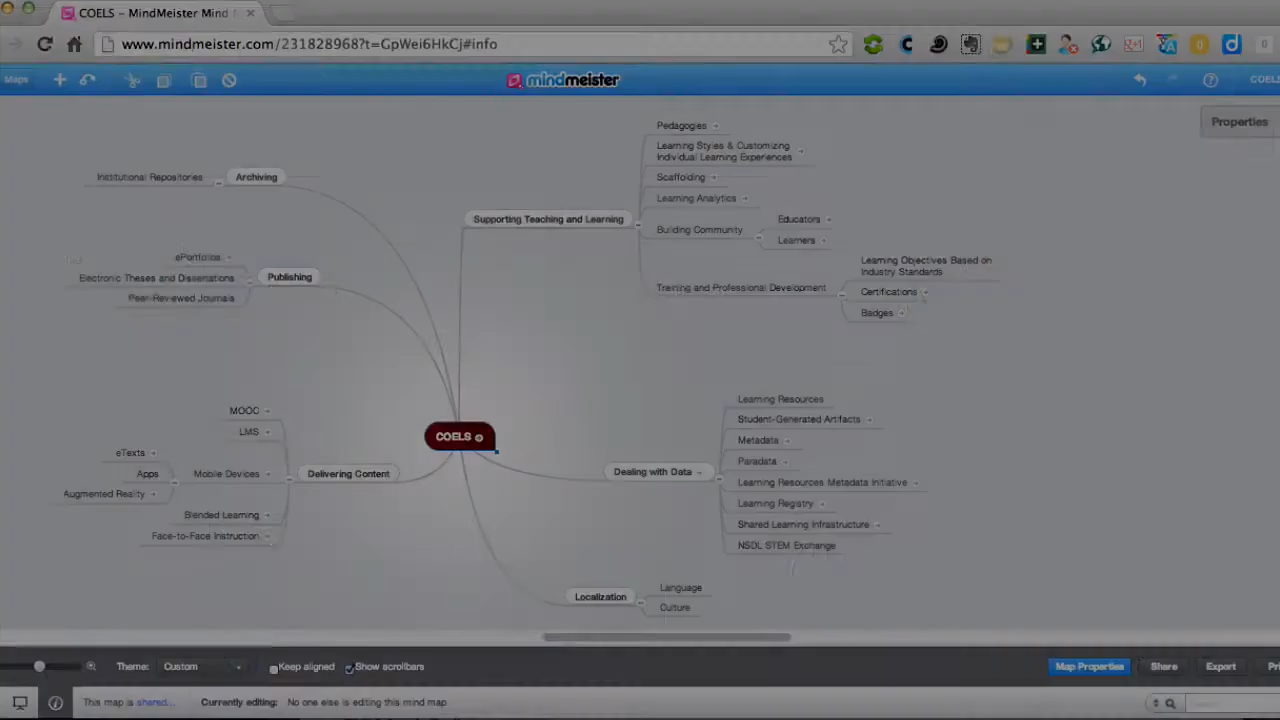 COELS – MindMeister Mind
www.mindmeister.com/231828968?t=GpWei6HkCj#info
Maps
mindmeister
COELS
Properties
Institutional Repositories
Archiving
ePortfolios
Electronic Theses and Dissertations
Peer-Reviewed Journals
Publishing
Supporting Teaching and Learning
Pedagogies
Learning Styles & Customizing
Individual Learning Experiences
Scaffolding
Learning Analytics
Building Community
Educators
Learners
Training and Professional Development
Learning Objectives Based on
Industry Standards
Certifications
Badges
COELS
MOOC
LMS
eTexts
Apps
Augmented Reality
Mobile Devices
Delivering Content
Blended Learning
Face-to-Face Instruction
Dealing with Data
Learning Resources
Student-Generated Artifacts
Metadata
Paradata
Learning Resources Metadata Initiative
Learning Registry
Shared Learning Infrastructure
NSDL STEM Exchange
Localization
Language
Culture
Theme: Custom Keep aligned Show scrollbars
Map Properties Share Export
This map is shared... Currently editing: No one else is editing this mind map
Search